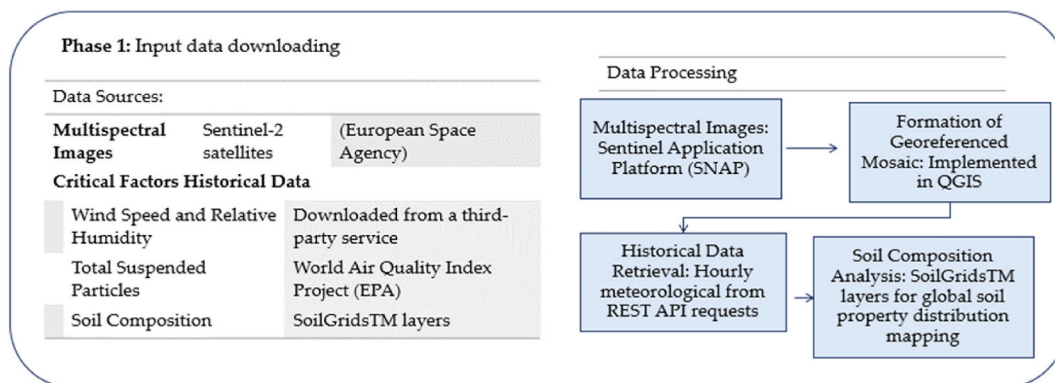 Phase 1: Input data downloading
Data Sources:
Multispectral Sentinel-2 (European Space
Images satellites Agency)
Critical Factors Historical Data
Wind Speed and Relative Downloaded from a third-
Humidity party service
Total Suspended World Air Quality Index
Particles Project (EPA)
Soil Composition SoilGridsTM layers
Data Processing
Multispectral Images:
Sentinel Application
Platform (SNAP)
Formation of
Georeferenced
Mosaic: Implemented
in QGIS
Historical Data
Retrieval: Hourly
meteorological from
REST API requests
Soil Composition
Analysis: SoilGridsTM
layers for global soil
property distribution
mapping